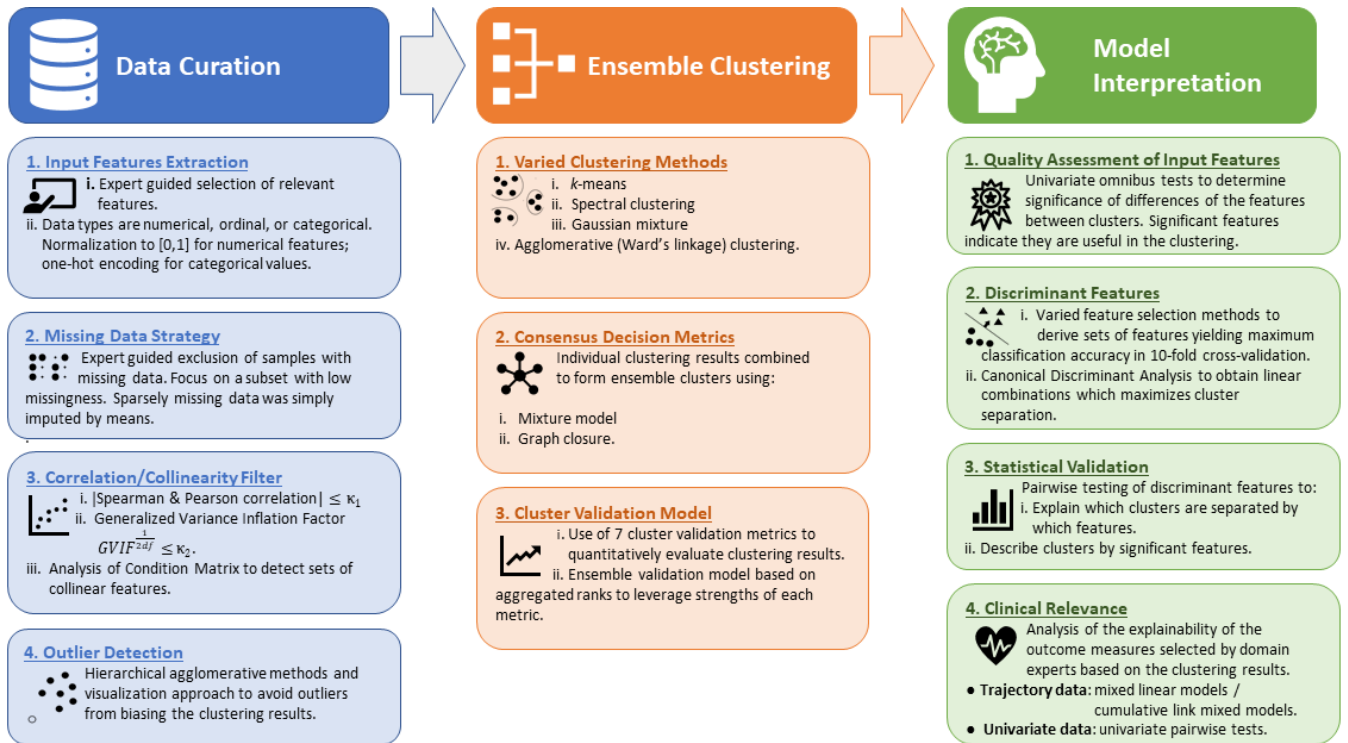 Data Curation
1. Input Features Extraction
i. Expert guided selection of relevant
features.
ii. Data types are numerical, ordinal, or categorical.
Normalization to [0,1] for numerical features;
one-hot encoding for categorical values.
2. Missing Data Strategy
Expert guided exclusion of samples with
missing data. Focus on a subset with low
missingness. Sparsely missing data was simply
imputed by means.
.
3. Correlation/Collinearity Filter
i. |Spearman & Pearson correlation| ≤ κ₁
ii. Generalized Variance Inflation Factor
GVIF^(1/2df) ≤ κ₂.
iii. Analysis of Condition Matrix to detect sets of
collinear features.
4. Outlier Detection
Hierarchical agglomerative methods and
visualization approach to avoid outliers
from biasing the clustering results.
Ensemble Clustering
1. Varied Clustering Methods
i. k-means
ii. Spectral clustering
iii. Gaussian mixture
iv. Agglomerative (Ward's linkage) clustering.
2. Consensus Decision Metrics
Individual clustering results combined
to form ensemble clusters using:
i. Mixture model
ii. Graph closure.
3. Cluster Validation Model
i. Use of 7 cluster validation metrics to
quantitatively evaluate clustering results.
ii. Ensemble validation model based on
aggregated ranks to leverage strengths of each
metric.
Model
Interpretation
1. Quality Assessment of Input Features
Univariate omnibus tests to determine
significance of differences of the features
between clusters. Significant features
indicate they are useful in the clustering.
2. Discriminant Features
i. Varied feature selection methods to
derive sets of features yielding maximum
classification accuracy in 10-fold cross-validation.
ii. Canonical Discriminant Analysis to obtain linear
combinations which maximizes cluster
separation.
3. Statistical Validation
Pairwise testing of discriminant features to:
i. Explain which clusters are separated by
which features.
ii. Describe clusters by significant features.
4. Clinical Relevance
Analysis of the explainability of the
outcome measures selected by domain
experts based on the clustering results.
● Trajectory data: mixed linear models /
cumulative link mixed models.
● Univariate data: univariate pairwise tests.